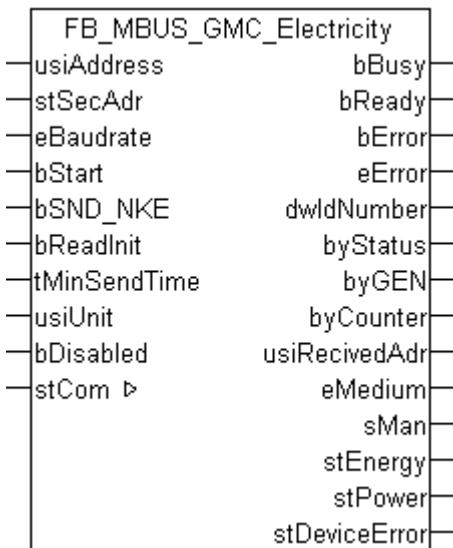 FB_MBUS_GMC_Electricity
usiAddress bBusy
stSecAdr bReady
eBaudrate bError
bStart eError
bSND_NKE dwIdNumber
bReadInit byStatus
tMinSendTime byGEN
usiUnit byCounter
bDisabled usiRecivedAdr
stCom ▷ eMedium
sMan
stEnergy
stPower
stDeviceError